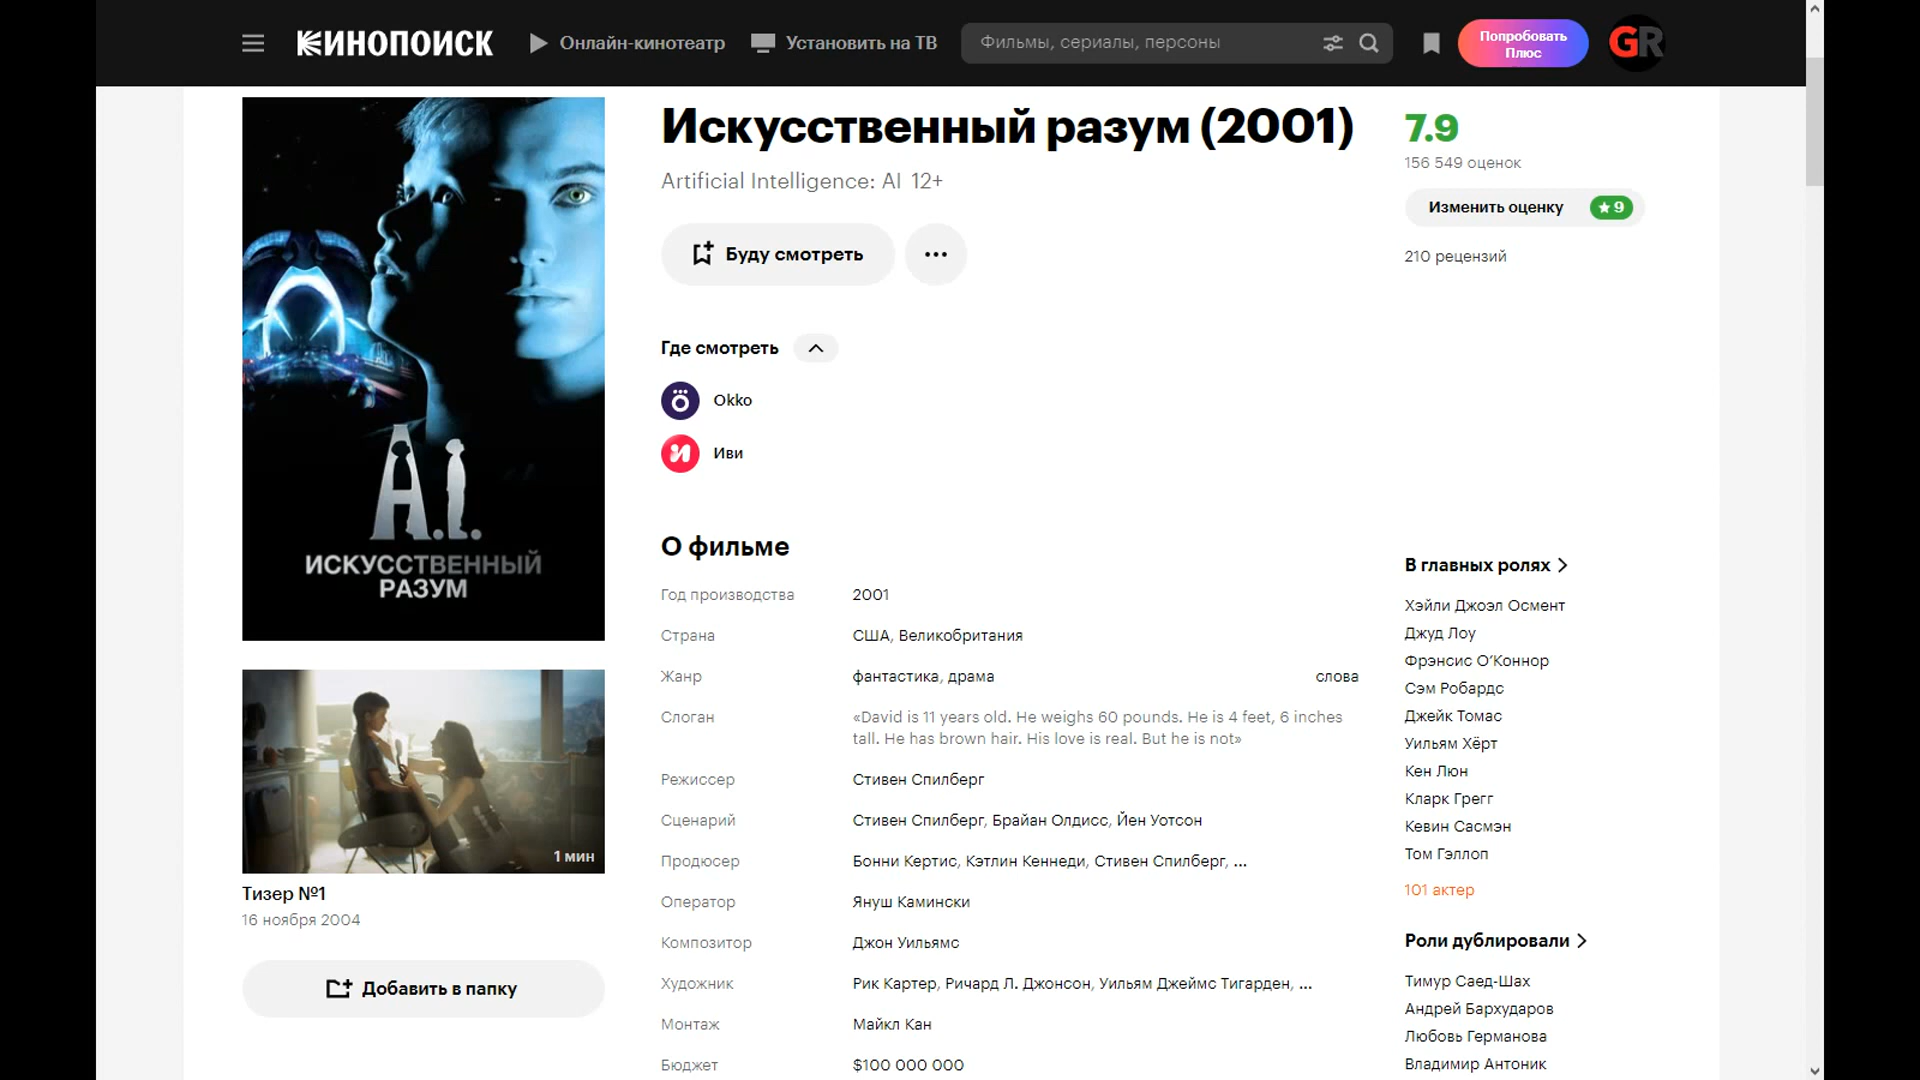 КИНОПОИСК
Онлайн-кинотеатр
Установить на ТВ
Фильмы, сериалы, персоны
Попробовать
Плюс
GR
A.I.
ИСКУССТВЕННЫЙ
РАЗУМ
1 мин
Тизер №1
16 ноября 2004
Добавить в папку
Искусственный разум (2001)
Artificial Intelligence: AI 12+
Буду смотреть
Где смотреть
Okko
Иви
О фильме
Год производства 2001
Страна США, Великобритания
Жанр фантастика, драма слова
Слоган «David is 11 years old. He weighs 60 pounds. He is 4 feet, 6 inches
tall. He has brown hair. His love is real. But he is not»
Режиссер Стивен Спилберг
Сценарий Стивен Спилберг, Брайан Олдисс, Йен Уотсон
Продюсер Бонни Кертис, Кэтлин Кеннеди, Стивен Спилберг, ...
Оператор Януш Камински
Композитор Джон Уильямс
Художник Рик Картер, Ричард Л. Джонсон, Уильям Джеймс Тигарден, ...
Монтаж Майкл Кан
Бюджет $100 000 000
7.9
156 549 оценок
Изменить оценку 9
210 рецензий
В главных ролях
Хэйли Джоэл Осмент
Джуд Лоу
Фрэнсис О’Коннор
Сэм Робардс
Джейк Томас
Уильям Хёрт
Кен Люн
Кларк Грегг
Кевин Сасмэн
Том Гэллоп
101 актер
Роли дублировали
Тимур Саед-Шах
Андрей Бархударов
Любовь Германова
Владимир Антоник